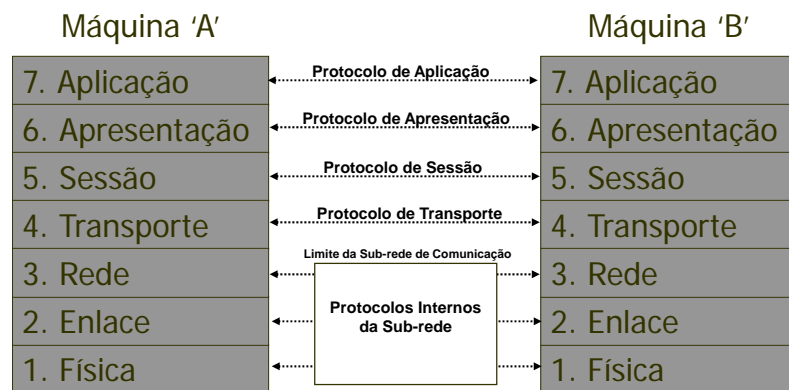 Máquina ‘A’
Máquina ‘B’
7. Aplicação
Protocolo de Aplicação
7. Aplicação
6. Apresentação
Protocolo de Apresentação
6. Apresentação
5. Sessão
Protocolo de Sessão
5. Sessão
4. Transporte
Protocolo de Transporte
4. Transporte
Limite da Sub-rede de Comunicação
3. Rede
3. Rede
Protocolos Internos
da Sub-rede
2. Enlace
2. Enlace
1. Física
1. Física